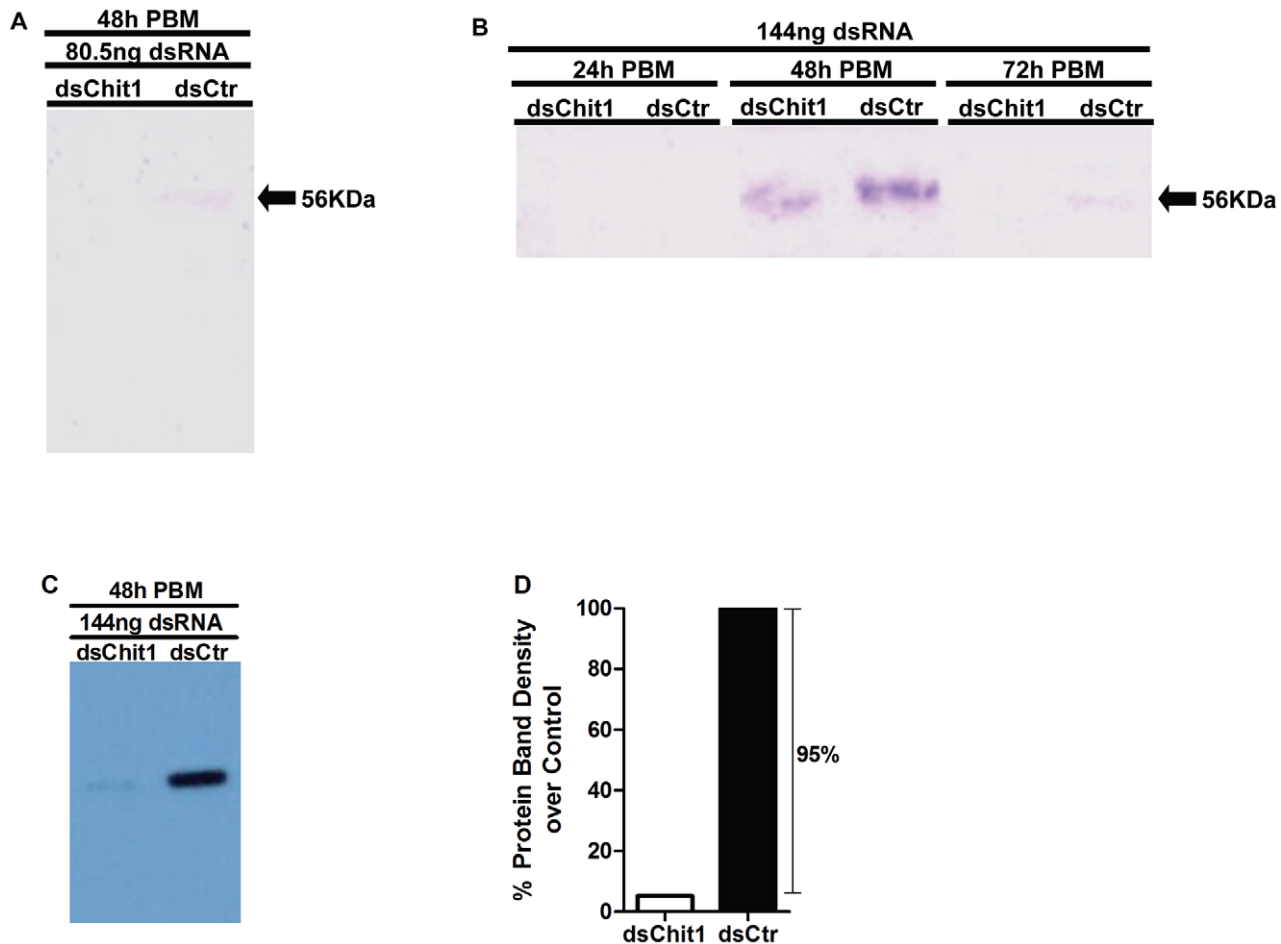 A
48h PBM
80.5ng dsRNA
dsChit1 dsCtr
56KDa
B
144ng dsRNA
24h PBM 48h PBM 72h PBM
dsChit1 dsCtr dsChit1 dsCtr dsChit1 dsCtr
56KDa
C
48h PBM
144ng dsRNA
dsChit1 dsCtr
D
% Protein Band Density
over Control
100
80
60
40
20
0
95%
dsChit1 dsCtr